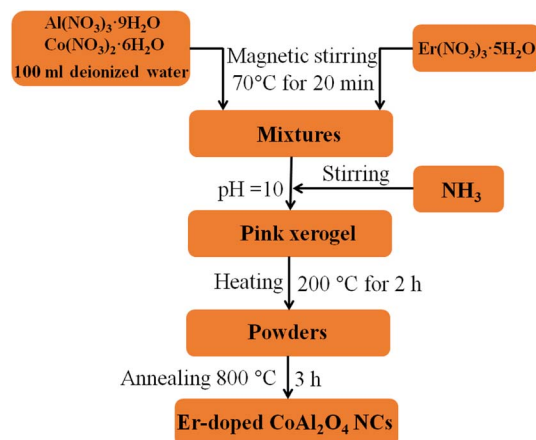 Al(NO₃)₃·9H₂O
Co(NO₃)₂·6H₂O
100 ml deionized water
Magnetic stirring
70°C for 20 min
Er(NO₃)₃·5H₂O
Mixtures
Stirring
pH =10
NH₃
Pink xerogel
Heating 200 °C for 2 h
Powders
Annealing 800 °C 3 h
Er-doped CoAl₂O₄ NCs